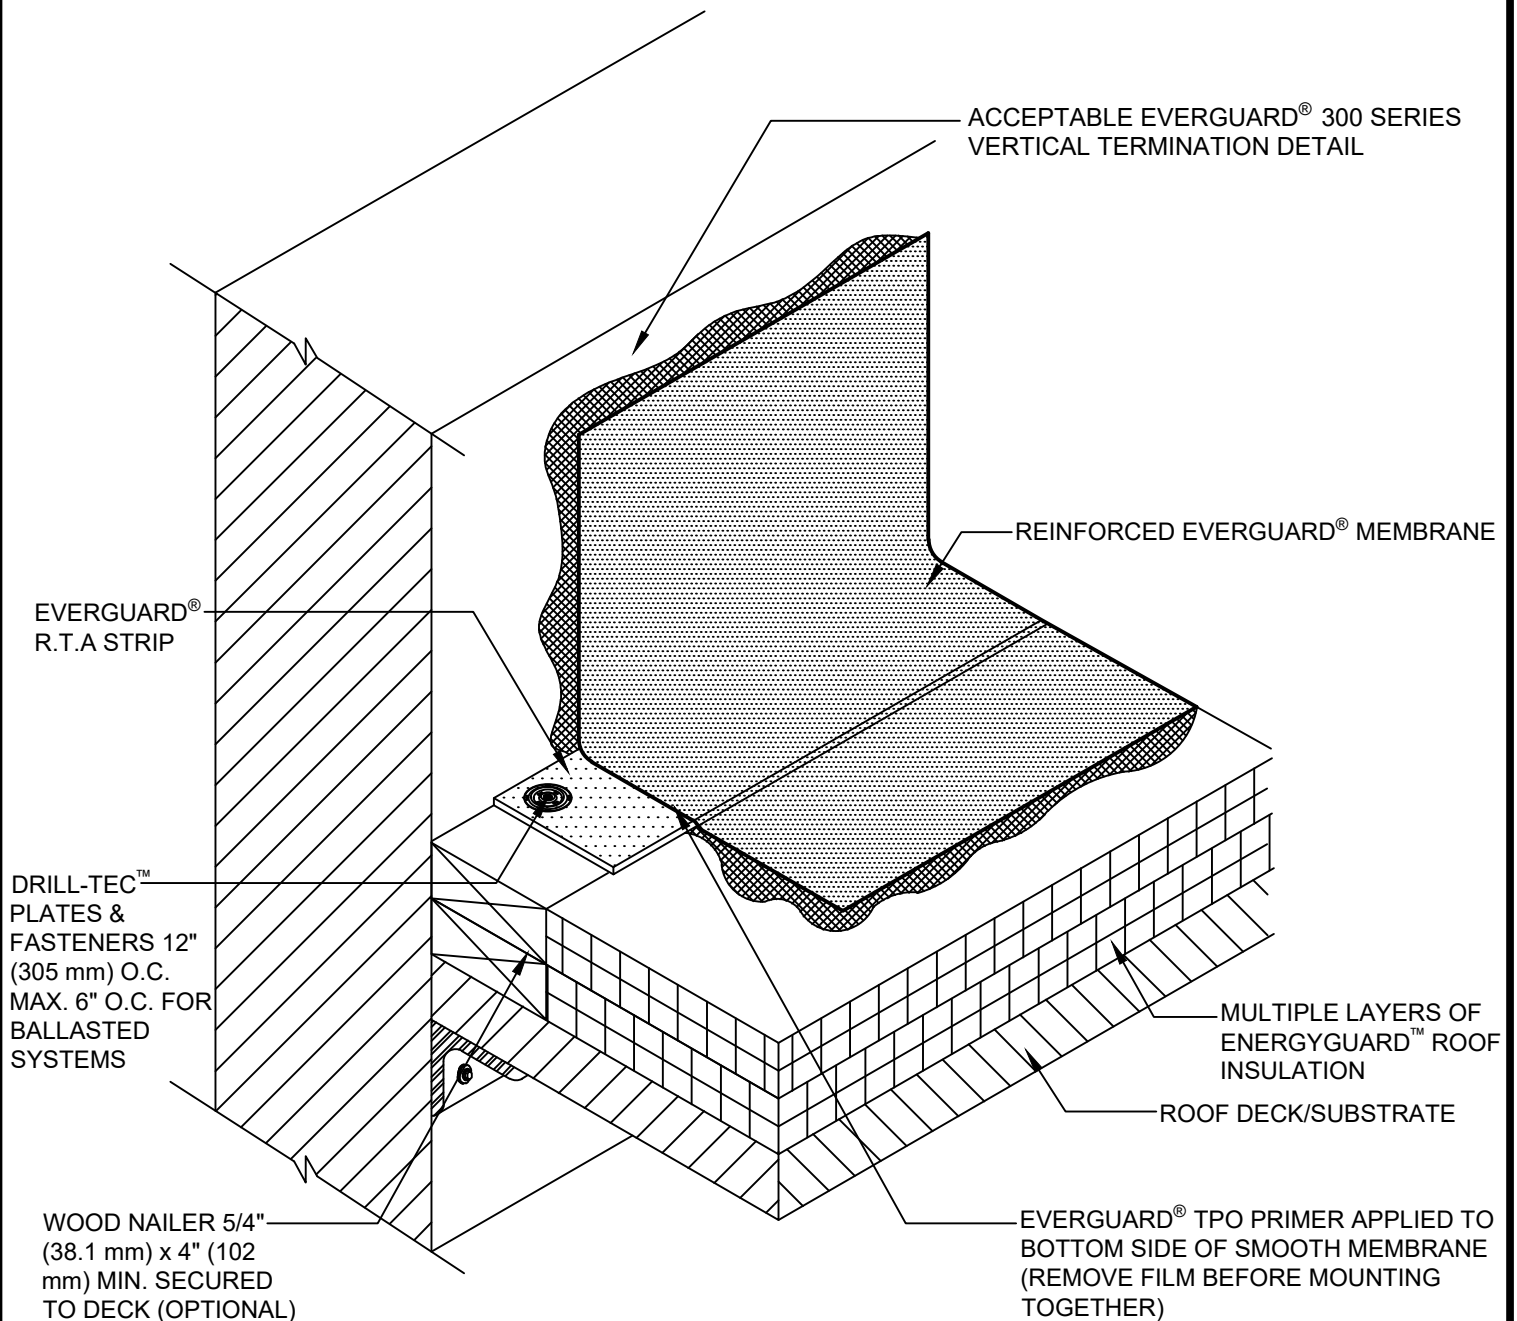 ACCEPTABLE EVERGUARD® 300 SERIES
VERTICAL TERMINATION DETAIL
REINFORCED EVERGUARD® MEMBRANE
EVERGUARD®
R.T.A STRIP
DRILL-TEC™
PLATES &
FASTENERS 12"
(305 mm) O.C.
MAX. 6" O.C. FOR
BALLASTED
SYSTEMS
MULTIPLE LAYERS OF
ENERGYGUARD™ ROOF
INSULATION
ROOF DECK/SUBSTRATE
WOOD NAILER 5/4"
(38.1 mm) x 4" (102
mm) MIN. SECURED
TO DECK (OPTIONAL)
EVERGUARD® TPO PRIMER APPLIED TO
BOTTOM SIDE OF SMOOTH MEMBRANE
(REMOVE FILM BEFORE MOUNTING
TOGETHER)